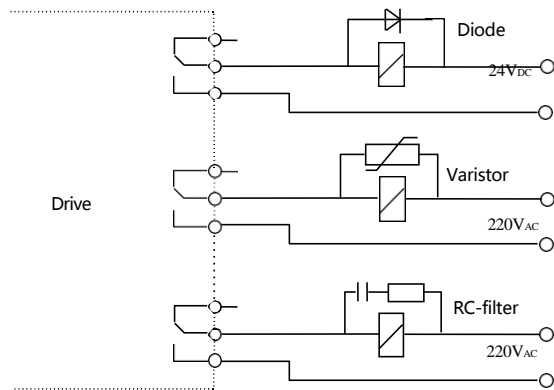 Diode
24VDC
Varistor
Drive
220VAC
RC-filter
220VAC